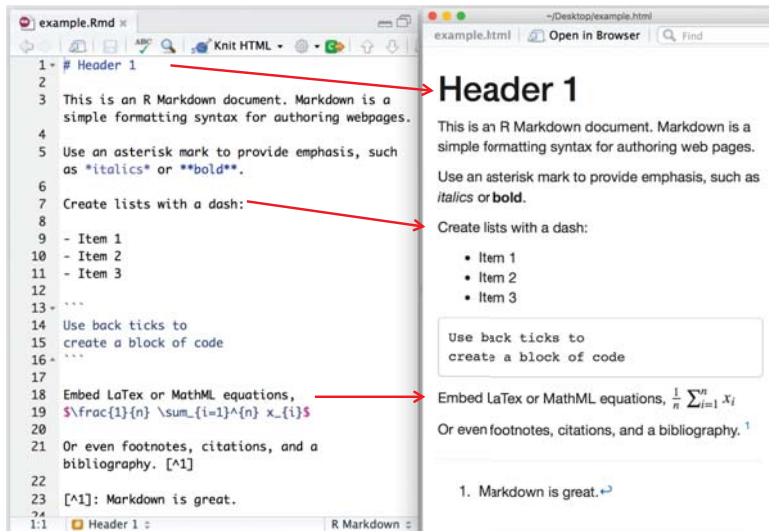 example.Rmd ×
ABC
Knit HTML
1 # Header 1
2
3 This is an R Markdown document. Markdown is a
simple formatting syntax for authoring webpages.
4
5 Use an asterisk mark to provide emphasis, such
as *italics* or **bold**.
6
7 Create lists with a dash:
8
9 - Item 1
10 - Item 2
11 - Item 3
12
13 ```
14 Use back ticks to
15 create a block of code
16 ```
17
18 Embed LaTex or MathML equations,
19 $\frac{1}{n} \sum_{i=1}^{n} x_{i}$
20
21 Or even footnotes, citations, and a
bibliography. [^1]
22
23 [^1]: Markdown is great.
24
1:1 Header 1 R Markdown
~/Desktop/example.html
example.html Open in Browser Find
Header 1
This is an R Markdown document. Markdown is a
simple formatting syntax for authoring web pages.
Use an asterisk mark to provide emphasis, such as
italics or bold.
Create lists with a dash:
• Item 1
• Item 2
• Item 3
Use back ticks to
create a block of code
Embed LaTex or MathML equations, 1/n ∑ⁿᵢ₌₁ xᵢ
Or even footnotes, citations, and a bibliography. ¹
1. Markdown is great.↩